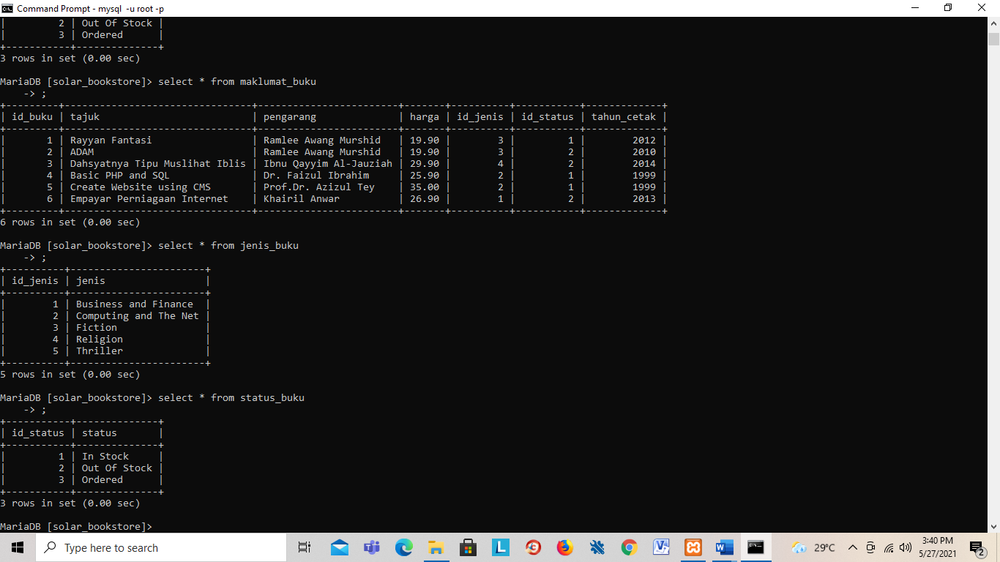 Command Prompt - mysql  -u root -p
|         2 | Out Of Stock |
|         3 | Ordered      |
+-----------+--------------+
3 rows in set (0.00 sec)
MariaDB [solar_bookstore]> select * from maklumat_buku
    -> ;
+---------+-------------------------------+------------------------+-------+----------+-----------+-------------+
| id_buku | tajuk                         | pengarang              | harga | id_jenis | id_status | tahun_cetak |
+---------+-------------------------------+------------------------+-------+----------+-----------+-------------+
|       1 | Rayyan Fantasi                | Ramlee Awang Murshid   | 19.90 |        3 |         1 |        2012 |
|       2 | ADAM                          | Ramlee Awang Murshid   | 19.90 |        3 |         2 |        2010 |
|       3 | Dahsyatnya Tipu Muslihat Iblis | Ibnu Qayyim Al-Jauziah | 29.90 |        4 |         2 |        2014 |
|       4 | Basic PHP and SQL             | Dr. Faizul Ibrahim     | 25.90 |        2 |         1 |        1999 |
|       5 | Create Website using CMS      | Prof.Dr. Azizul Tey    | 35.00 |        2 |         1 |        1999 |
|       6 | Empayar Perniagaan Internet   | Khairil Anwar          | 26.90 |        1 |         2 |        2013 |
+---------+-------------------------------+------------------------+-------+----------+-----------+-------------+
6 rows in set (0.00 sec)
MariaDB [solar_bookstore]> select * from jenis_buku
    -> ;
+----------+-----------------------+
| id_jenis | jenis                 |
+----------+-----------------------+
|        1 | Business and Finance  |
|        2 | Computing and The Net |
|        3 | Fiction               |
|        4 | Religion              |
|        5 | Thriller              |
+----------+-----------------------+
5 rows in set (0.00 sec)
MariaDB [solar_bookstore]> select * from status_buku
    -> ;
+-----------+--------------+
| id_status | status       |
+-----------+--------------+
|         1 | In Stock     |
|         2 | Out Of Stock |
|         3 | Ordered      |
+-----------+--------------+
3 rows in set (0.00 sec)
MariaDB [solar_bookstore]>
Type here to search
29°C
3:40 PM
5/27/2021
2